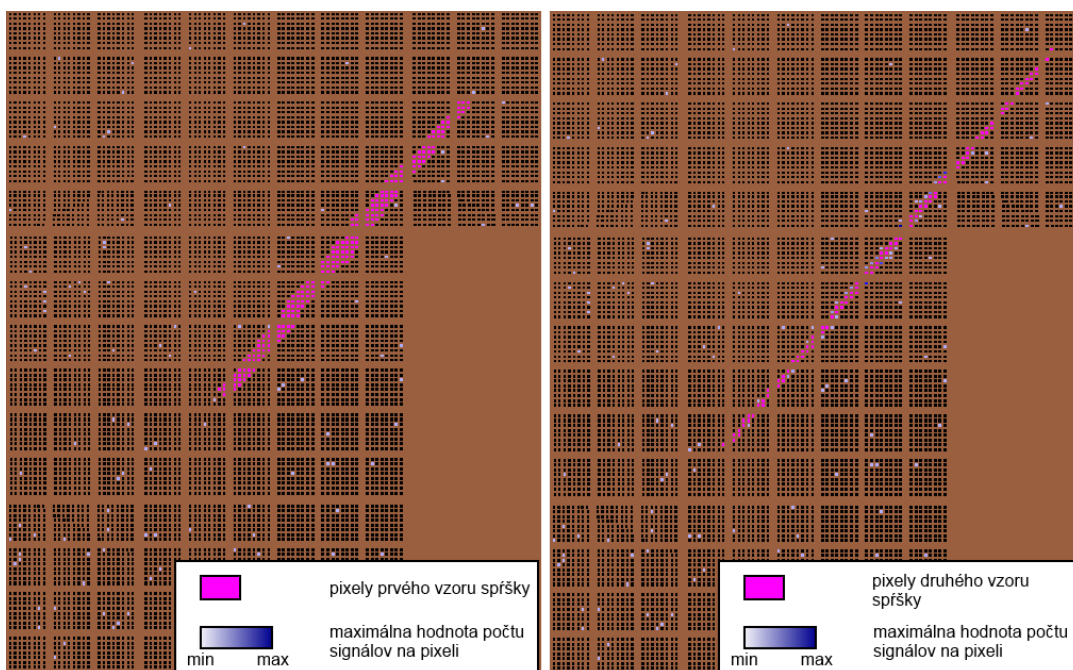 pixely prvého vzoru spŕšky
maximálna hodnota počtu
signálov na pixeli
min max
pixely druhého vzoru
spŕšky
maximálna hodnota počtu
signálov na pixeli
min max